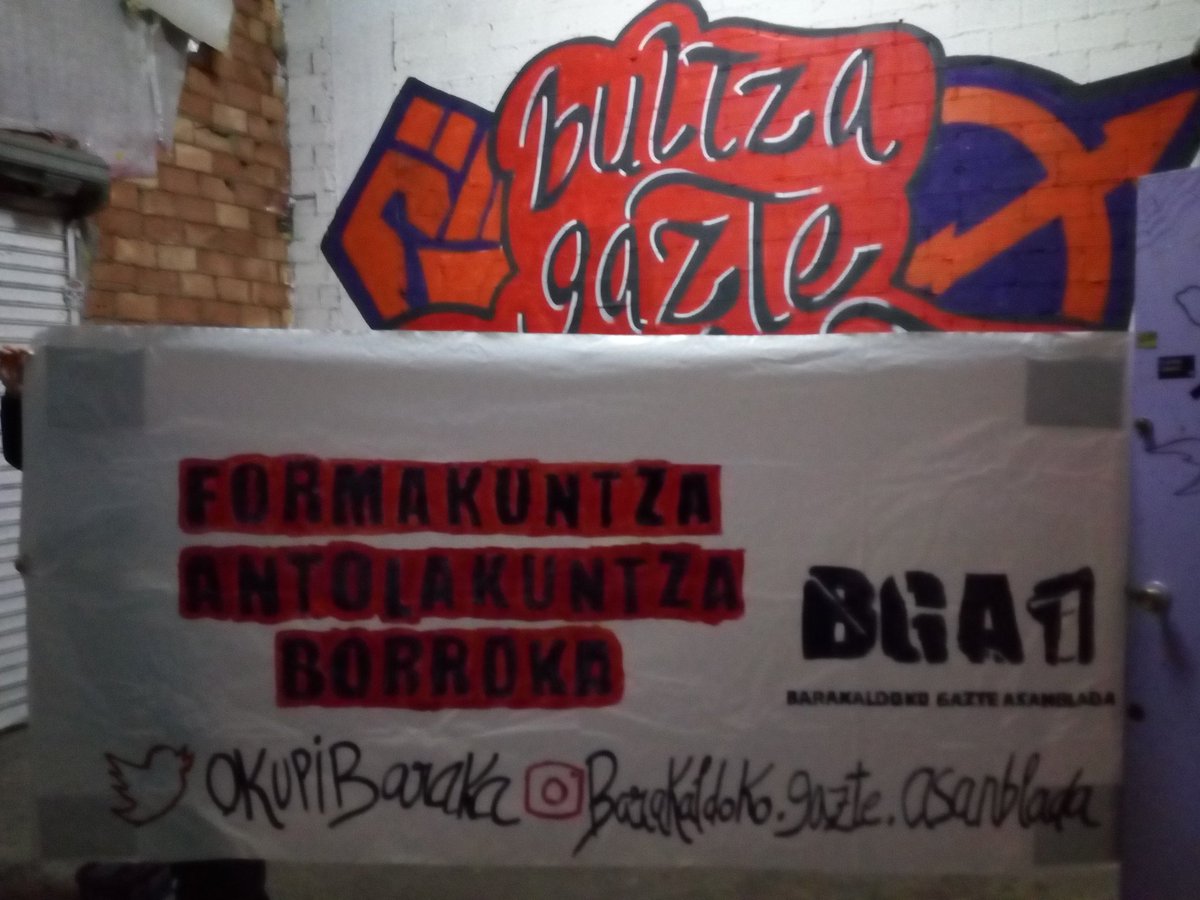 bultza
gazte
FORMAKUNTZA
ANTOLAKUNTZA
BORROKA
BGA
BARAKALDOKO GAZTE ASANBLADA
OKUPiBaraka
Barakaldoko.gazte.asanblada